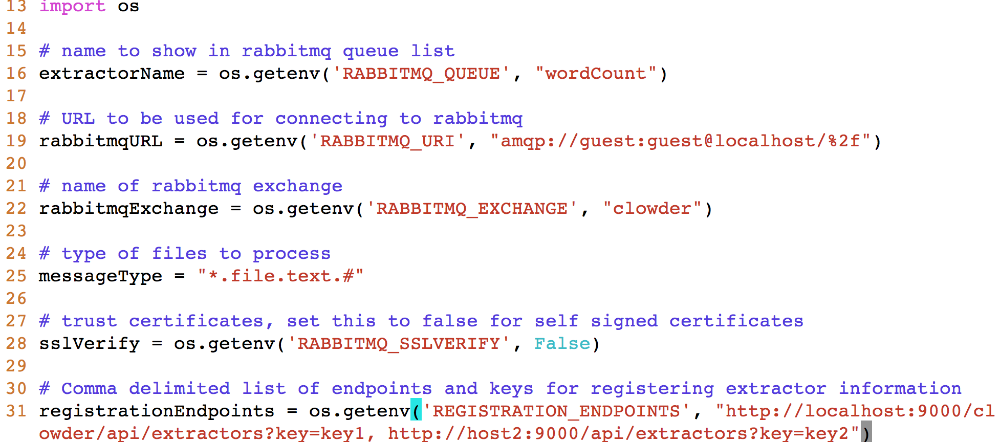 13 import os
14
15 # name to show in rabbitmq queue list
16 extractorName = os.getenv('RABBITMQ_QUEUE', "wordCount")
17
18 # URL to be used for connecting to rabbitmq
19 rabbitmqURL = os.getenv('RABBITMQ_URI', "amqp://guest:guest@localhost/%2f")
20
21 # name of rabbitmq exchange
22 rabbitmqExchange = os.getenv('RABBITMQ_EXCHANGE', "clowder")
23
24 # type of files to process
25 messageType = "*.file.text.#"
26
27 # trust certificates, set this to false for self signed certificates
28 sslVerify = os.getenv('RABBITMQ_SSLVERIFY', False)
29
30 # Comma delimited list of endpoints and keys for registering extractor information
31 registrationEndpoints = os.getenv('REGISTRATION_ENDPOINTS', "http://localhost:9000/cl
owder/api/extractors?key=key1, http://host2:9000/api/extractors?key=key2")